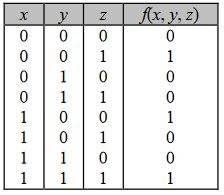 x y z f(x, y, z)
0 0 0 0
0 0 1 1
0 1 0 0
0 1 1 0
1 0 0 1
1 0 1 0
1 1 0 0
1 1 1 1